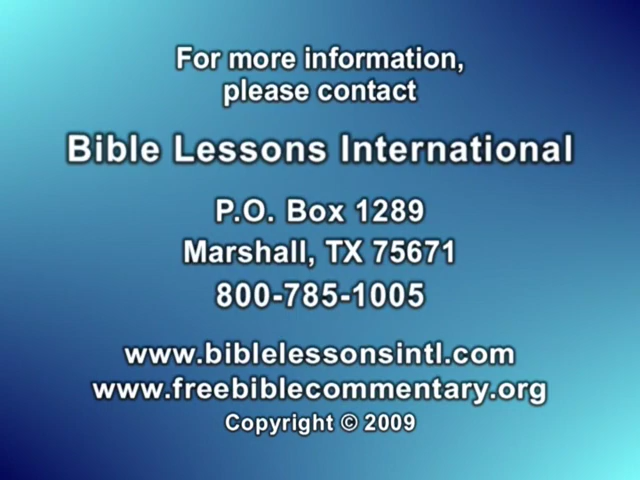 For more information,
please contact
Bible Lessons International
P.O. Box 1289
Marshall, TX 75671
800-785-1005
www.biblelessonsintl.com
www.freebiblecommentary.org
Copyright © 2009